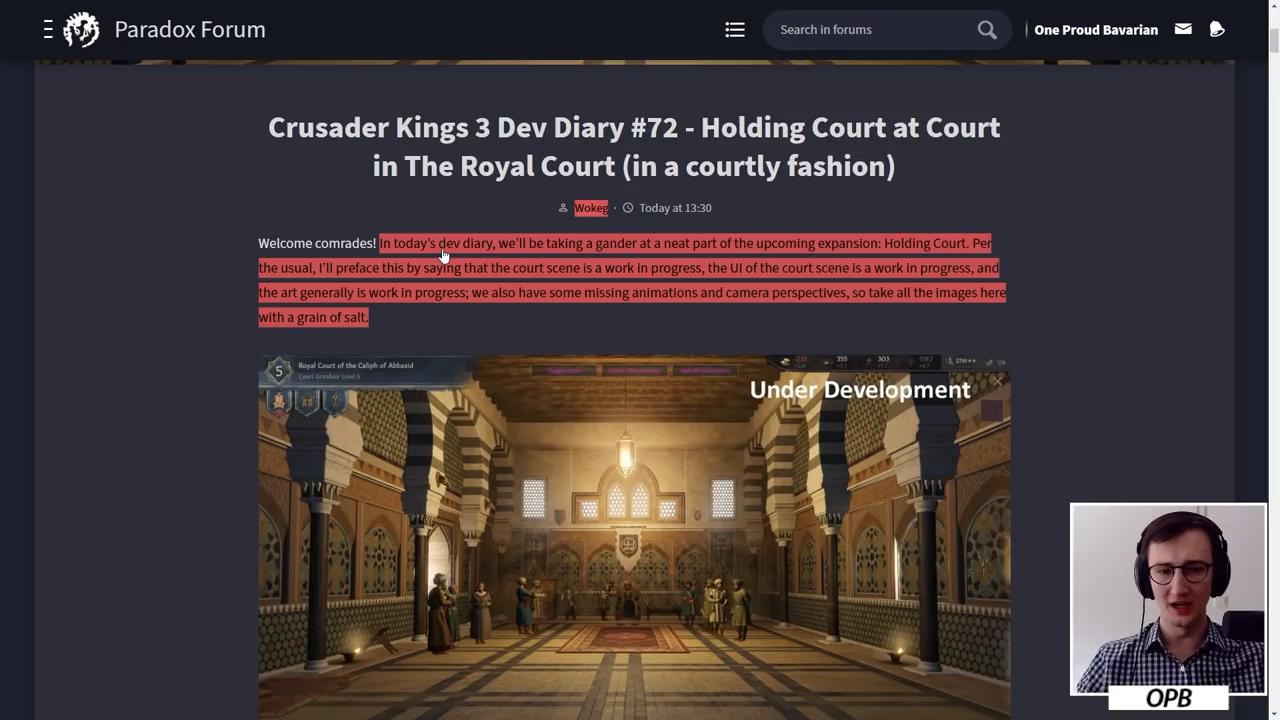 Paradox Forum
Search in forums
One Proud Bavarian
Crusader Kings 3 Dev Diary #72 - Holding Court at Court
in The Royal Court (in a courtly fashion)
Wokeg · Today at 13:30
Welcome comrades! In today's dev diary, we'll be taking a gander at a neat part of the upcoming expansion: Holding Court. Per
the usual, I'll preface this by saying that the court scene is a work in progress, the UI of the court scene is a work in progress, and
the art generally is work in progress; we also have some missing animations and camera perspectives, so take all the images here
with a grain of salt.
5
Royal Court of the Caliph of Abbasid
Court Grandeur Level 5
355
303
Under Development
OPB